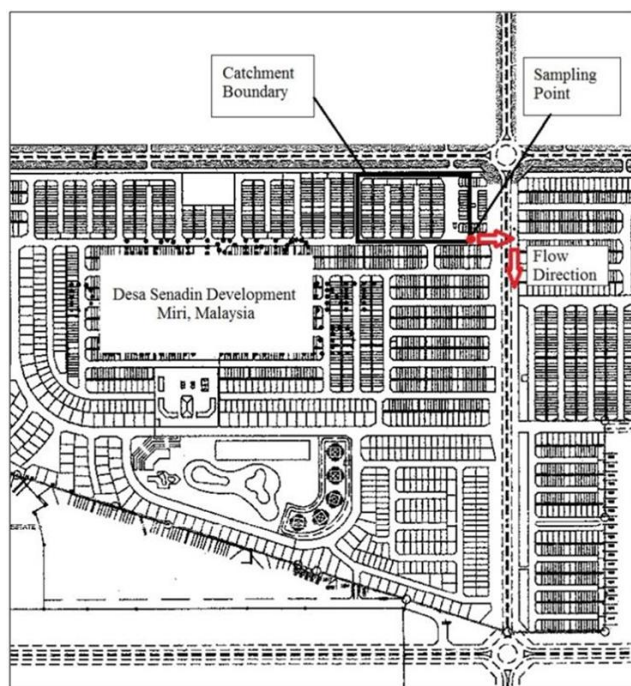 Catchment
Boundary
Sampling
Point
Flow
Direction
Desa Senadin Development
Miri, Malaysia
ESTATE